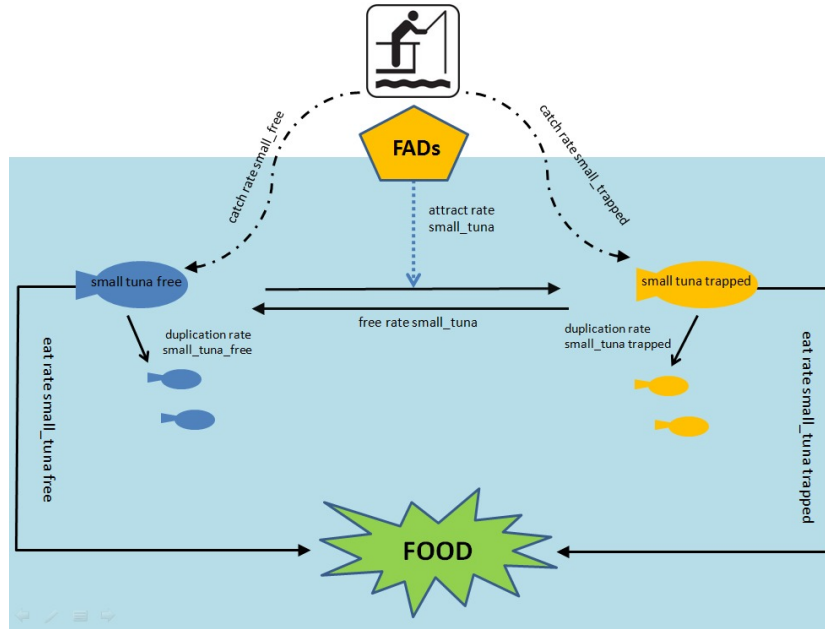 FADs
catch rate small_free
catch rate small_trapped
attract rate
small_tuna
small tuna free
small tuna trapped
free rate small_tuna
duplication rate
small_tuna_free
duplication rate
small_tuna trapped
eat rate small_tuna free
eat rate small_tuna trapped
FOOD